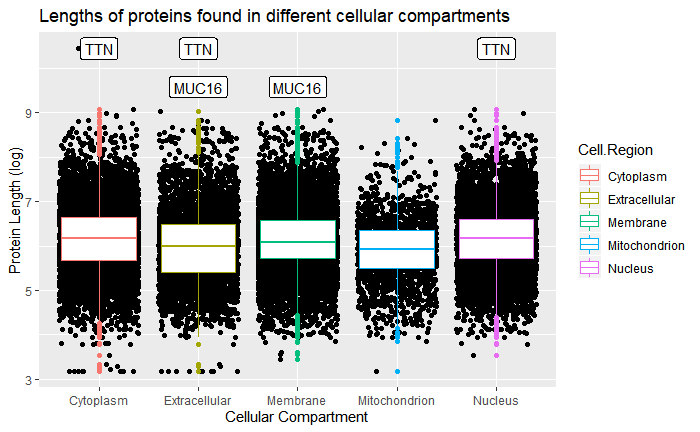 Lengths of proteins found in different cellular compartments
TTN
TTN
TTN
MUC16
MUC16
9
7
5
3
Protein Length (log)
Cytoplasm
Extracellular
Membrane
Mitochondrion
Nucleus
Cellular Compartment
Cell.Region
Cytoplasm
Extracellular
Membrane
Mitochondrion
Nucleus